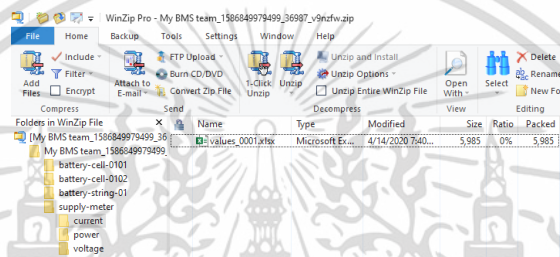 WinZip Pro - My BMS team_1586849979499_36987_v9nzfw.zip
File Home Backup Tools Settings Window Help
Add Files
Include
Filter
Encrypt
Compress
Attach to E-mail
FTP Upload
Burn CD/DVD
Convert Zip File
Send
1-Click Unzip
Unzip
Unzip and Install
Unzip Options
Unzip Entire WinZip File
Decompress
Open With
View
Select
Delete
Rename
New Fo
Editing
Folders in WinZip File X
Name Type Modified Size Ratio Packed
[My BMS team_1586849979499_36
values_0001.xlsx Microsoft Ex... 4/14/2020 7:40... 5,985 0% 5,985
My BMS team_1586849979499
battery-cell-0101
battery-cell-0102
battery-string-01
supply-meter
current
power
voltage